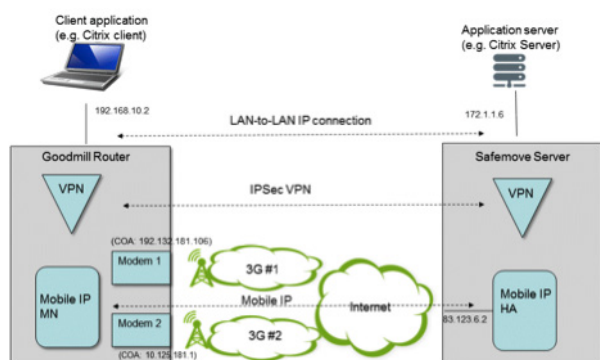 Client application
(e.g. Citrix client)
Application server
(e.g. Citrix Server)
192.168.10.2
172.1.1.6
LAN-to-LAN IP connection
Goodmill Router
Safemove Server
VPN
IPSec VPN
VPN
(COA: 192.132.181.106)
Modem 1
3G #1
Mobile IP
MN
Mobile IP
Internet
Mobile IP
HA
Modem 2
3G #2
83.123.6.2
(COA: 10.125.181.1)